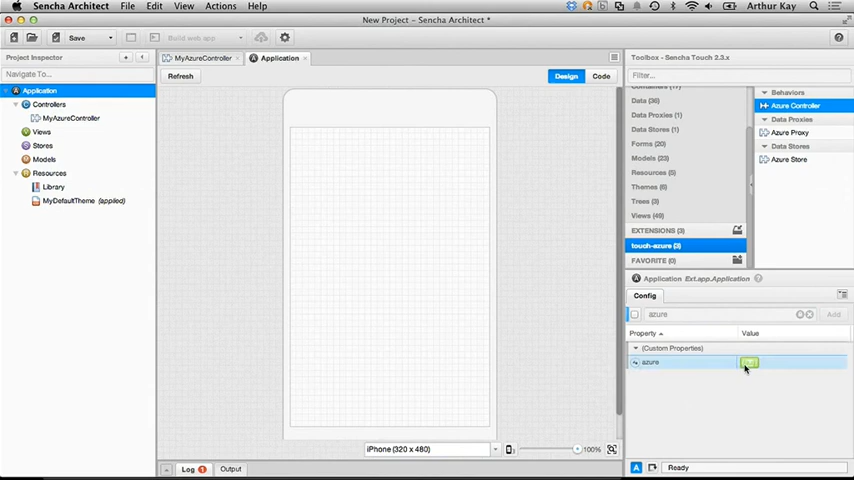 Sencha Architect File Edit View Actions Help Arthur Kay
New Project - Sencha Architect *
Save Build web app
Project Inspector
Navigate To...
Application
Controllers
MyAzureController
Views
Stores
Models
Resources
Library
MyDefaultTheme (applied)
MyAzureController Application
Refresh Design Code
iPhone (320 x 480) 100%
Log 1 Output
Toolbox - Sencha Touch 2.3.x
Filter...
Data (36)
Data Proxies (1)
Data Stores (1)
Forms (20)
Models (23)
Resources (5)
Themes (6)
Trees (3)
Views (49)
EXTENSIONS (3)
touch-azure (3)
FAVORITE (0)
Behaviors
Azure Controller
Data Proxies
Azure Proxy
Data Stores
Azure Store
Application Ext.app.Application
Config
azure Add
Property Value
(Custom Properties)
azure
Ready